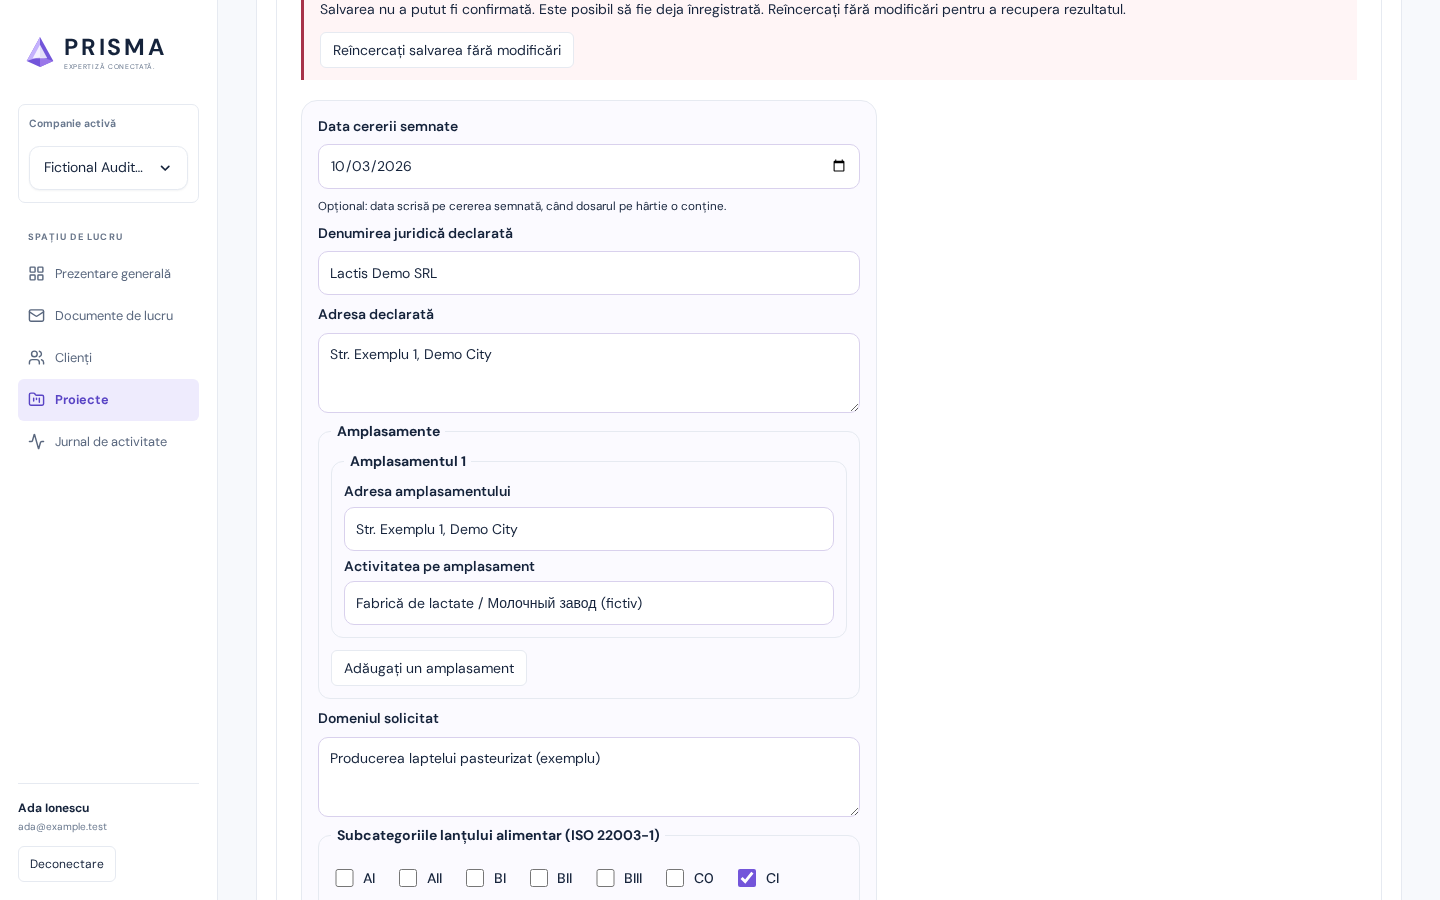 PRISMA
EXPERTIZĂ CONECTATĂ.
Companie activă
Fictional Audit...
SPAȚIU DE LUCRU
Prezentare generală
Documente de lucru
Clienți
Proiecte
Jurnal de activitate
Ada Ionescu
ada@example.test
Deconectare
Salvarea nu a putut fi confirmată. Este posibil să fie deja înregistrată. Reîncercați fără modificări pentru a recupera rezultatul.
Reîncercați salvarea fără modificări
Data cererii semnate
10/03/2026
Opțional: data scrisă pe cererea semnată, când dosarul pe hârtie o conține.
Denumirea juridică declarată
Lactis Demo SRL
Adresa declarată
Str. Exemplu 1, Demo City
Amplasamente
Amplasamentul 1
Adresa amplasamentului
Str. Exemplu 1, Demo City
Activitatea pe amplasament
Fabrică de lactate / Молочный завод (fictiv)
Adăugați un amplasament
Domeniul solicitat
Producerea laptelui pasteurizat (exemplu)
Subcategoriile lanțului alimentar (ISO 22003-1)
AI AII BI BII BIII C0 CI